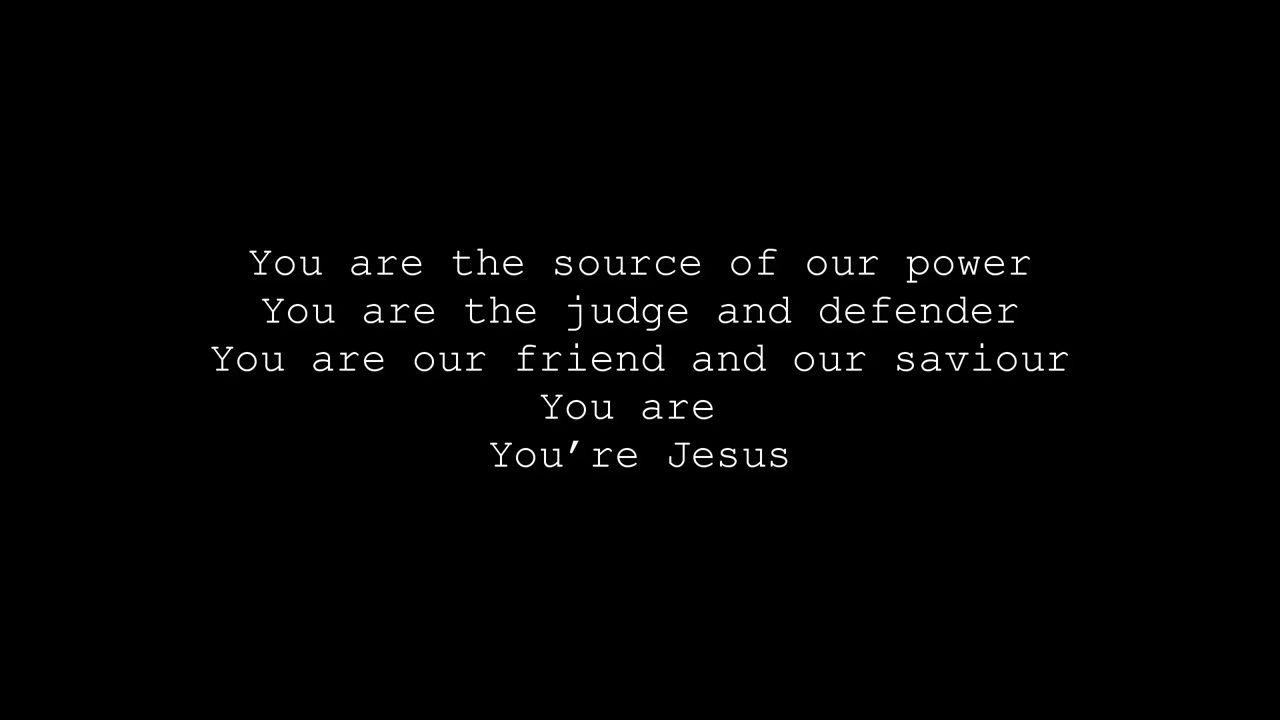 You are the source of our power
You are the judge and defender
You are our friend and our saviour
You are
You’re Jesus